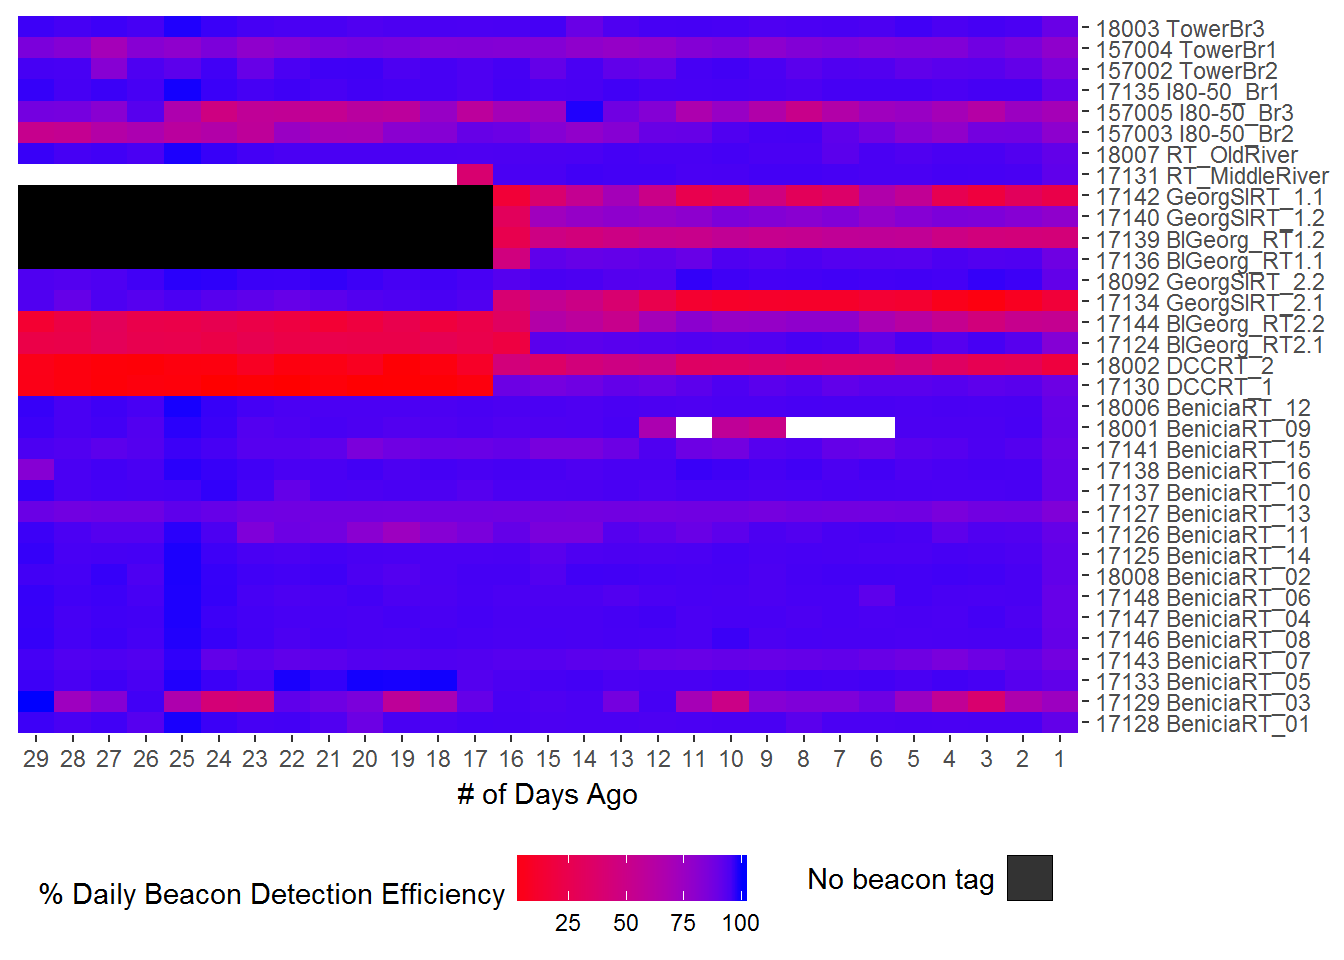 18003 TowerBr3
157004 TowerBr1
157002 TowerBr2
17135 I80-50_Br1
157005 I80-50_Br3
157003 I80-50_Br2
18007 RT_OldRiver
17131 RT_MiddleRiver
17142 GeorgSlRT_1.1
17140 GeorgSlRT_1.2
17139 BlGeorg_RT1.2
17136 BlGeorg_RT1.1
18092 GeorgSlRT_2.2
17134 GeorgSlRT_2.1
17144 BlGeorg_RT2.2
17124 BlGeorg_RT2.1
18002 DCCRT_2
17130 DCCRT_1
18006 BeniciaRT_12
18001 BeniciaRT_09
17141 BeniciaRT_15
17138 BeniciaRT_16
17137 BeniciaRT_10
17127 BeniciaRT_13
17126 BeniciaRT_11
17125 BeniciaRT_14
18008 BeniciaRT_02
17148 BeniciaRT_06
17147 BeniciaRT_04
17146 BeniciaRT_08
17143 BeniciaRT_07
17133 BeniciaRT_05
17129 BeniciaRT_03
17128 BeniciaRT_01
29 28 27 26 25 24 23 22 21 20 19 18 17 16 15 14 13 12 11 10 9 8 7 6 5 4 3 2 1
# of Days Ago
% Daily Beacon Detection Efficiency
25 50 75 100
No beacon tag